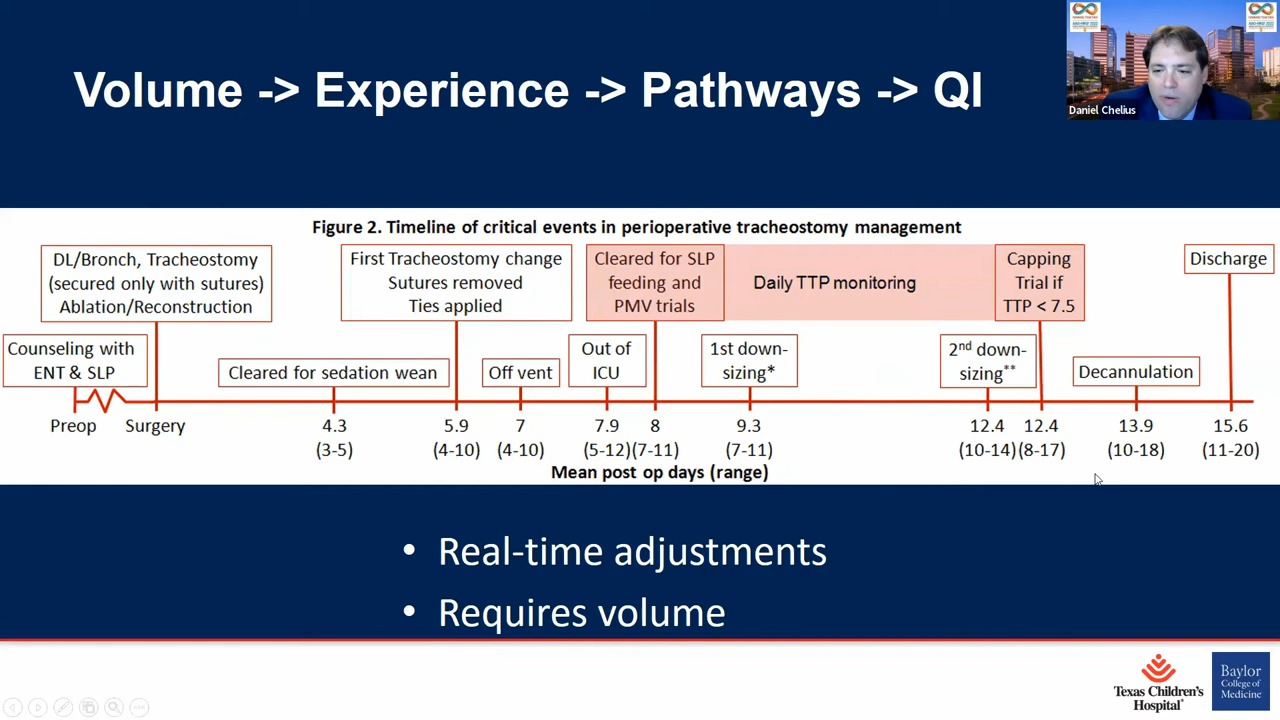 Volume -> Experience -> Pathways -> QI
Daniel Chelius
Figure 2. Timeline of critical events in perioperative tracheostomy management
DL/Bronch, Tracheostomy
(secured only with sutures)
Ablation/Reconstruction
First Tracheostomy change
Sutures removed
Ties applied
Cleared for SLP
feeding and
PMV trials
Daily TTP monitoring
Capping
Trial if
TTP < 7.5
Discharge
Counseling with
ENT & SLP
Cleared for sedation wean
Off vent
Out of
ICU
1st down-
sizing*
2nd down-
sizing**
Decannulation
Preop
Surgery
4.3
(3-5)
5.9
(4-10)
7
(4-10)
7.9
(5-12)
8
(7-11)
9.3
(7-11)
12.4
(10-14)
12.4
(8-17)
13.9
(10-18)
15.6
(11-20)
Mean post op days (range)
• Real-time adjustments
• Requires volume
Texas Children's
Hospital
Baylor
College of
Medicine